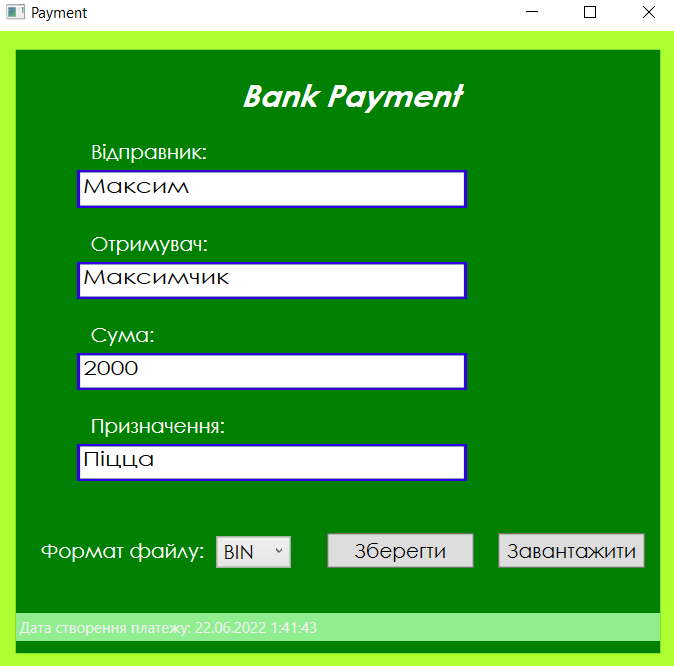 Payment
Bank Payment
Відправник:
Максим
Отримувач:
Максимчик
Сума:
2000
Призначення:
Піцца
Формат файлу: BIN Зберегти Завантажити
Дата створення платежу: 22.06.2022 1:41:43